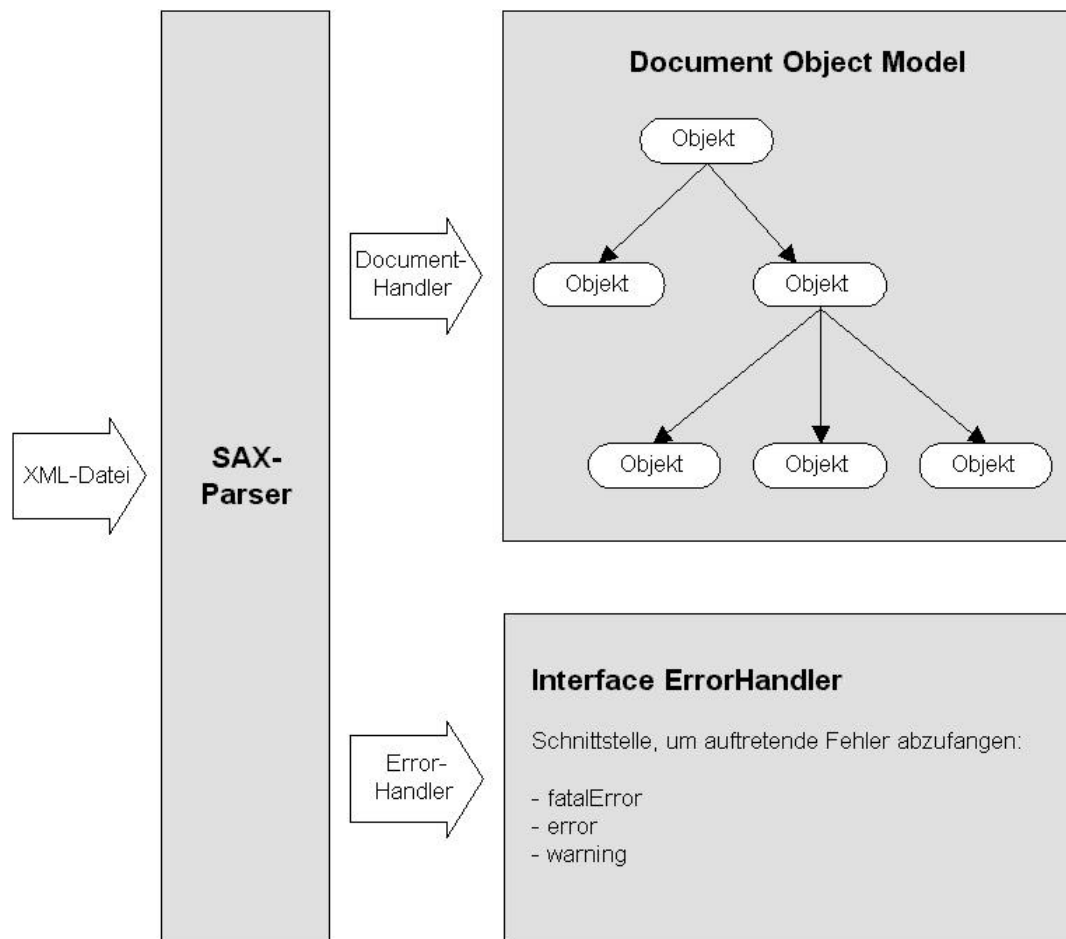 Document Object Model
Objekt
Objekt
Objekt
Objekt
Objekt
Objekt
Document-
Handler
XML-Datei
SAX-
Parser
Error-
Handler
Interface ErrorHandler
Schnittstelle, um auftretende Fehler abzufangen:
- fatalError
- error
- warning